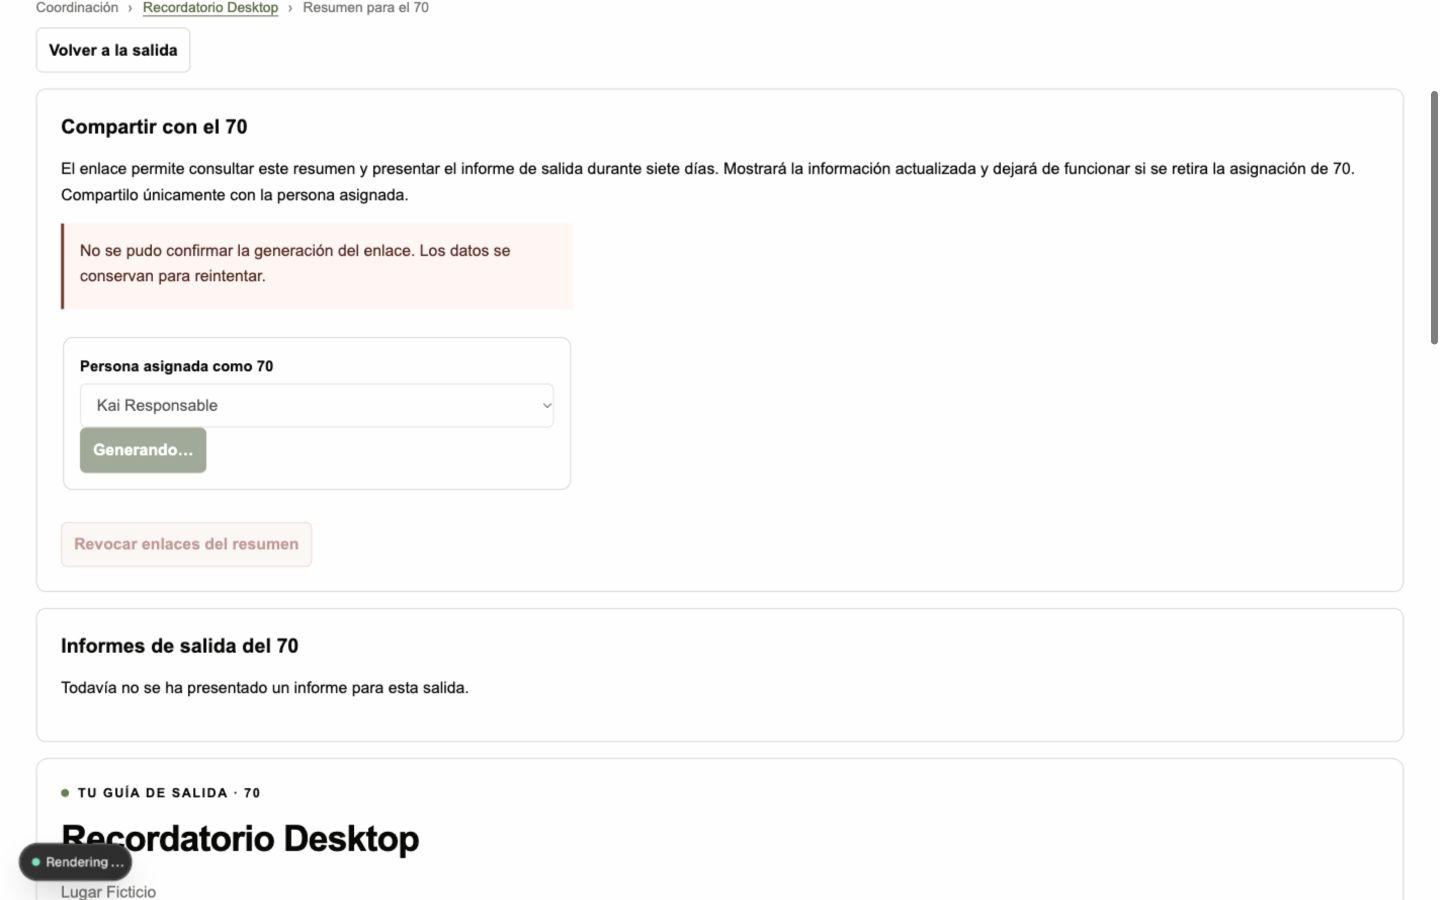 Coordinación › Recordatorio Desktop › Resumen para el 70
Volver a la salida
Compartir con el 70
El enlace permite consultar este resumen y presentar el informe de salida durante siete días. Mostrará la información actualizada y dejará de funcionar si se retira la asignación de 70.
Compartilo únicamente con la persona asignada.
No se pudo confirmar la generación del enlace. Los datos se
conservan para reintentar.
Persona asignada como 70
Kai Responsable
Generando…
Revocar enlaces del resumen
Informes de salida del 70
Todavía no se ha presentado un informe para esta salida.
TU GUÍA DE SALIDA · 70
Recordatorio Desktop
Rendering ...
Lugar Ficticio